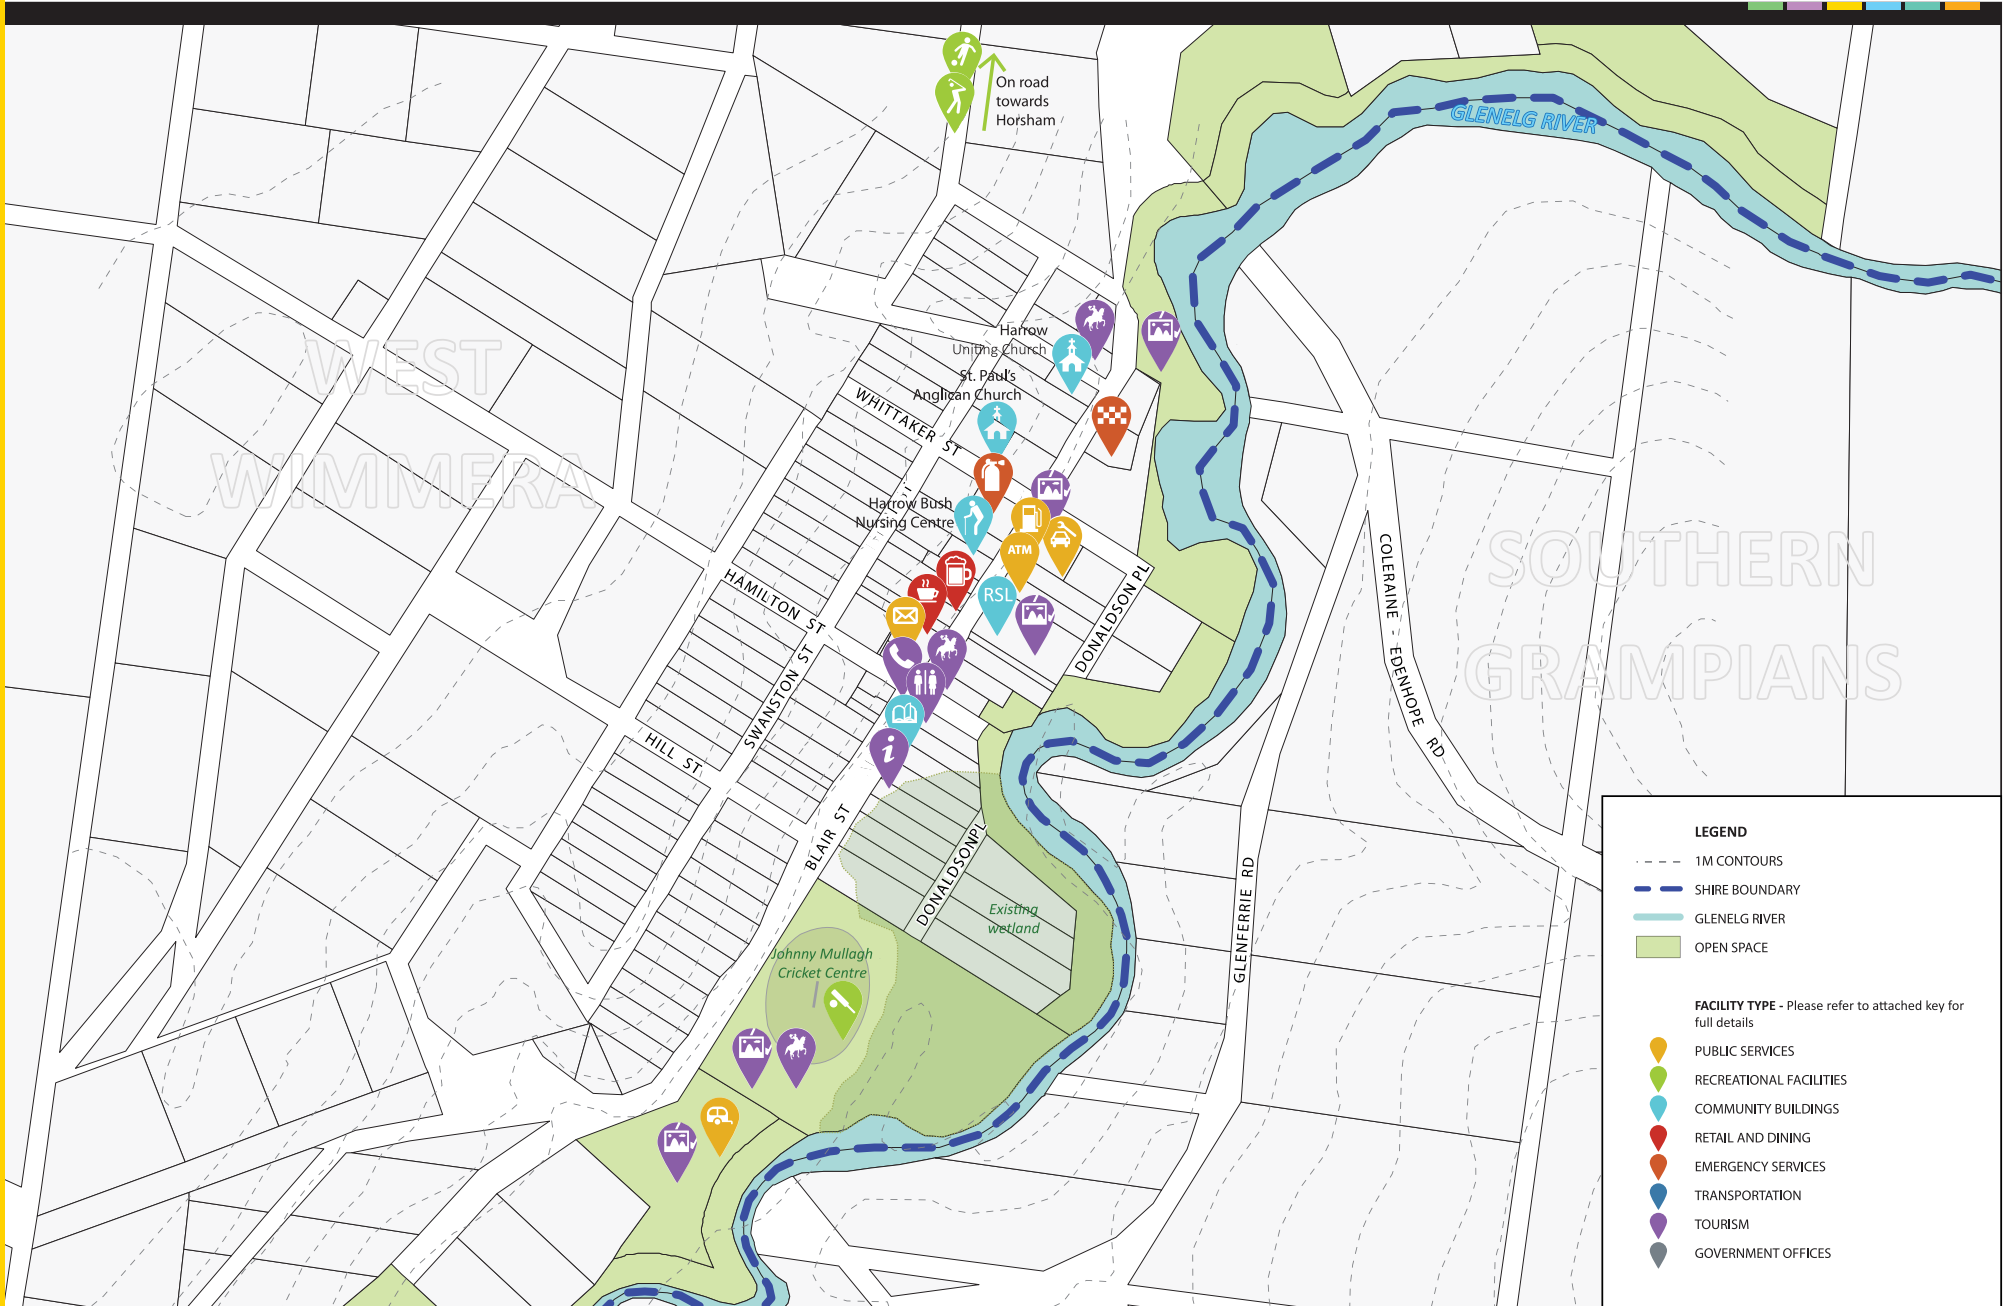 On road
towards
Horsham
GLENELG RIVER
Harrow
Uniting Church
St. Paul's
Anglican Church
WEST
WIMMERA
WHITTAKER ST
Harrow Bush
Nursing Centre
ATM
RSL
HAMILTON ST
DONALDSON PL
SWANSTON ST
HILL ST
i
BLAIR ST
COLERAINE - EDENHOPE RD
SOUTHERN
GRAMPIANS
DONALDSONPL
Existing
wetland
GLENFERRIE RD
Johnny Mullagh
Cricket Centre
LEGEND
1M CONTOURS
SHIRE BOUNDARY
GLENELG RIVER
OPEN SPACE
FACILITY TYPE - Please refer to attached key for
full details
PUBLIC SERVICES
RECREATIONAL FACILITIES
COMMUNITY BUILDINGS
RETAIL AND DINING
EMERGENCY SERVICES
TRANSPORTATION
TOURISM
GOVERNMENT OFFICES